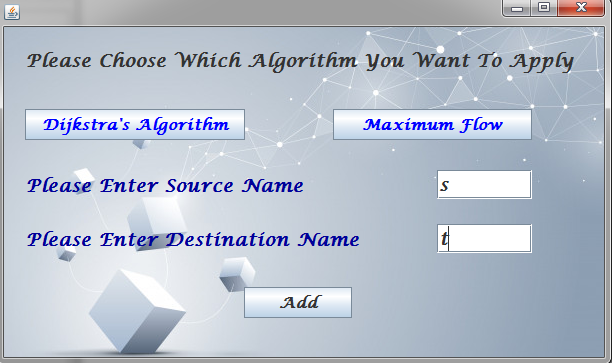 Please Choose Which Algorithm You Want To Apply
Dijkstra's Algorithm Maximum Flow
Please Enter Source Name s
Please Enter Destination Name t
Add